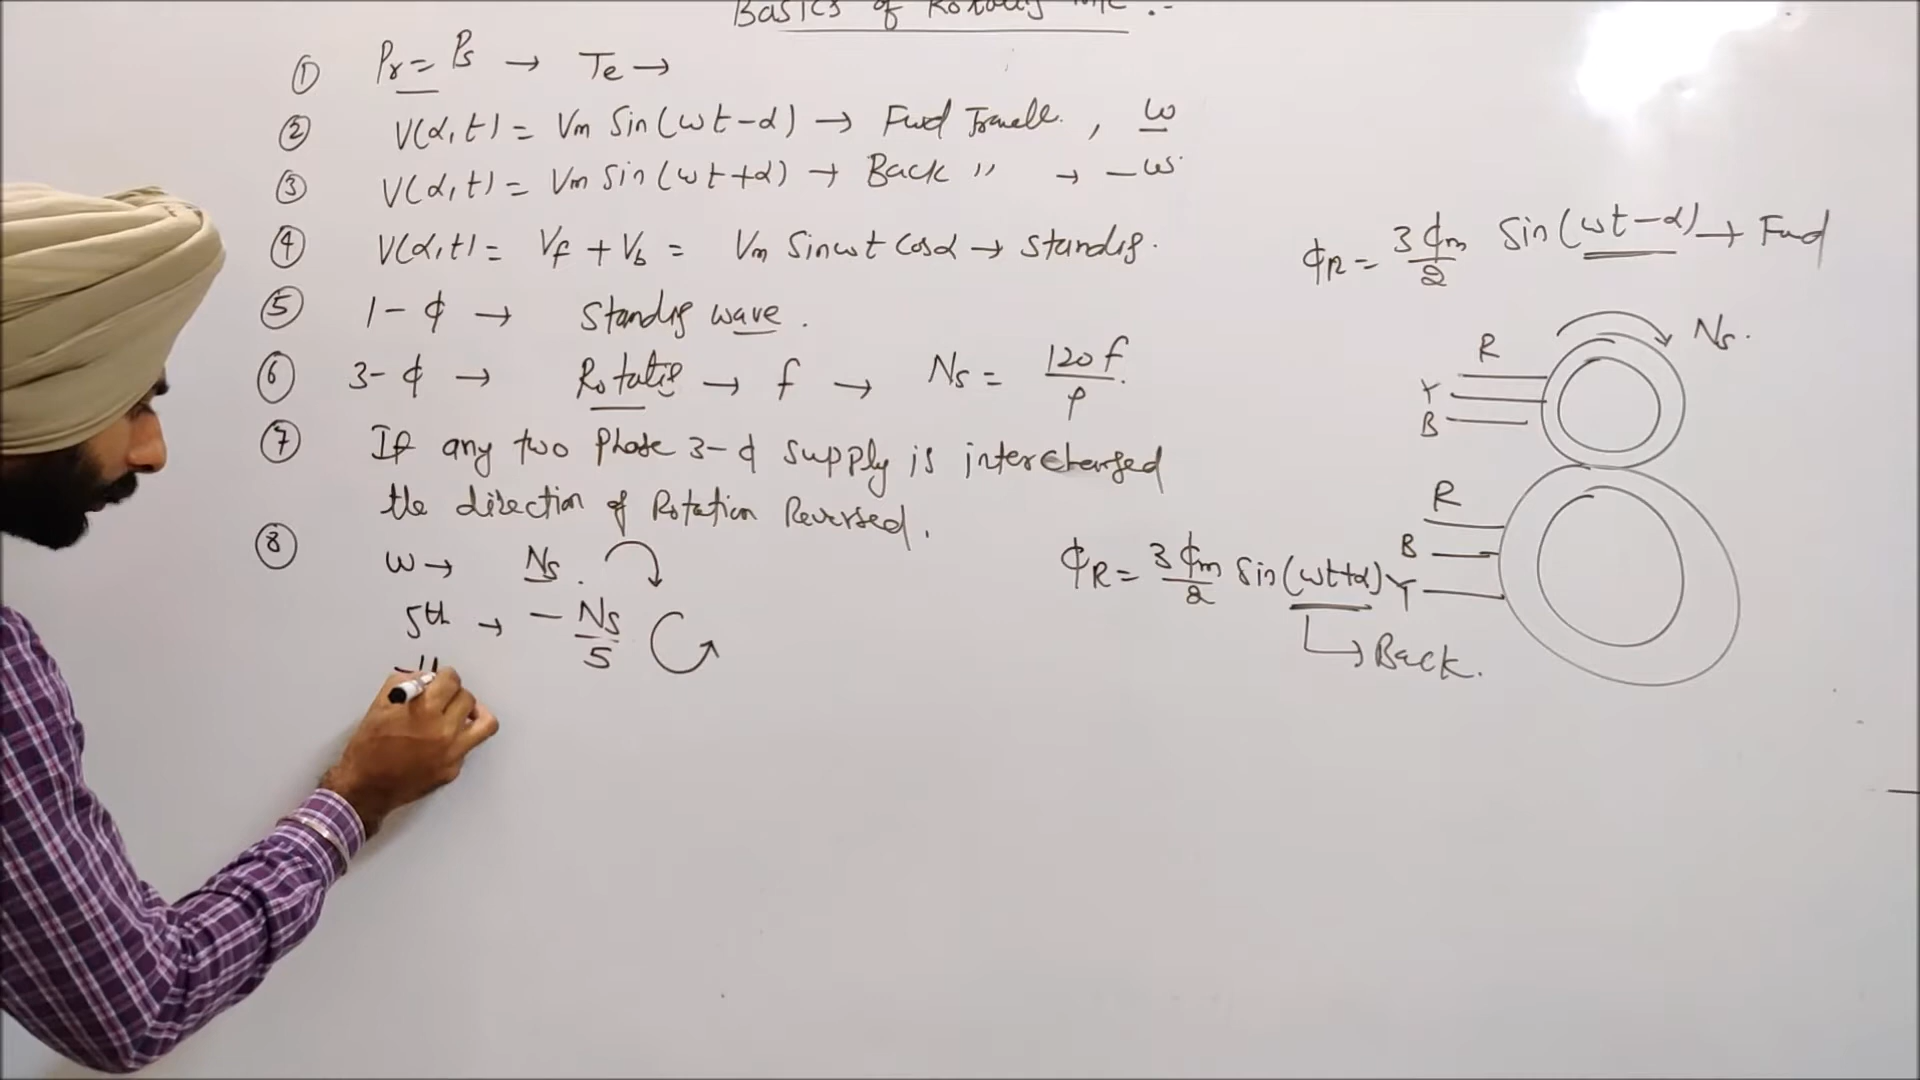 Basics of Rotating M/c :-
① Pr = Ps → Te →
② V(α,t) = Vm Sin(ωt-α) → Fwd Travell. , ω
③ V(α,t) = Vm Sin(ωt+α) → Back " → -ω
④ V(α,t) = Vf + Vb = Vm Sinωt Cosα → Standig.
⑤ 1-ϕ → Standig wave.
⑥ 3-ϕ → Rotatig → f → Ns = 120f/P
⑦ If any two Phase 3-ϕ Supply is interchanged
the direction of Rotation Reversed.
⑧ ω → Ns.
5th → -Ns/5
ϕR = 3ϕm/2 Sin(ωt-α) → Fwd
Ns.
R
Y
B
R
B
Y
ϕR = 3ϕm/2 Sin(ωt+α)
→ Back.